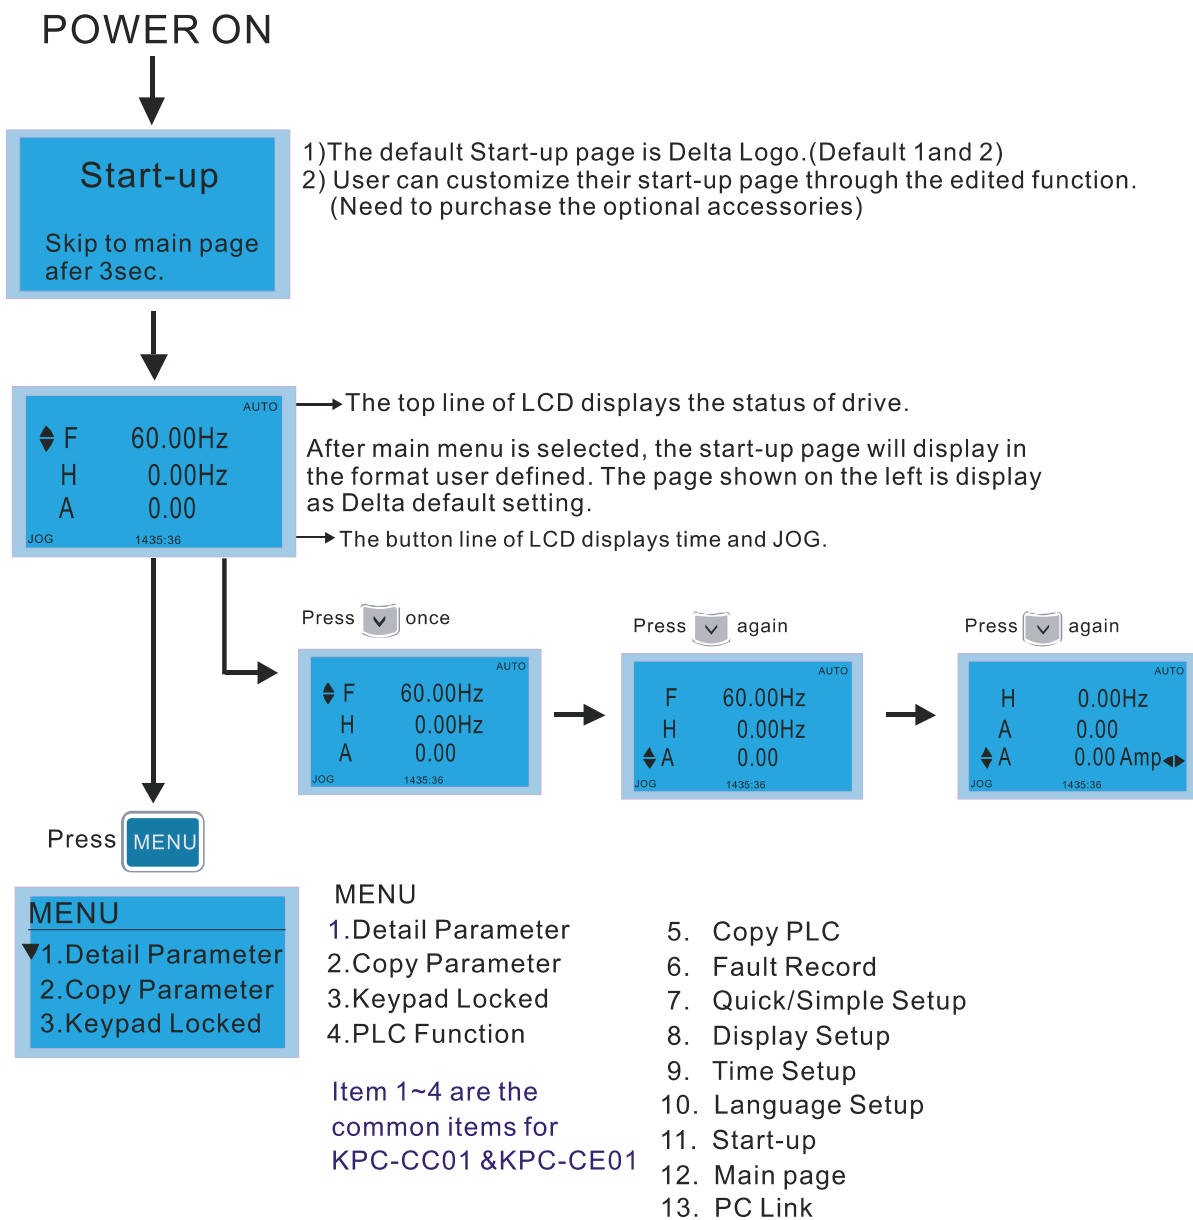 POWER ON
Start-up
Skip to main page
afer 3sec.
1)The default Start-up page is Delta Logo.(Default 1and 2)
2) User can customize their start-up page through the edited function.
(Need to purchase the optional accessories)
AUTO
F 60.00Hz
H 0.00Hz
A 0.00
JOG 1435:36
The top line of LCD displays the status of drive.
After main menu is selected, the start-up page will display in
the format user defined. The page shown on the left is display
as Delta default setting.
The button line of LCD displays time and JOG.
Press once
AUTO
F 60.00Hz
H 0.00Hz
A 0.00
JOG 1435:36
Press again
AUTO
F 60.00Hz
H 0.00Hz
A 0.00
JOG 1435:36
Press again
AUTO
H 0.00Hz
A 0.00
A 0.00 Amp
JOG 1435:36
Press MENU
MENU
1.Detail Parameter
2.Copy Parameter
3.Keypad Locked
MENU
1.Detail Parameter
2.Copy Parameter
3.Keypad Locked
4.PLC Function
Item 1~4 are the
common items for
KPC-CC01 &KPC-CE01
5. Copy PLC
6. Fault Record
7. Quick/Simple Setup
8. Display Setup
9. Time Setup
10. Language Setup
11. Start-up
12. Main page
13. PC Link